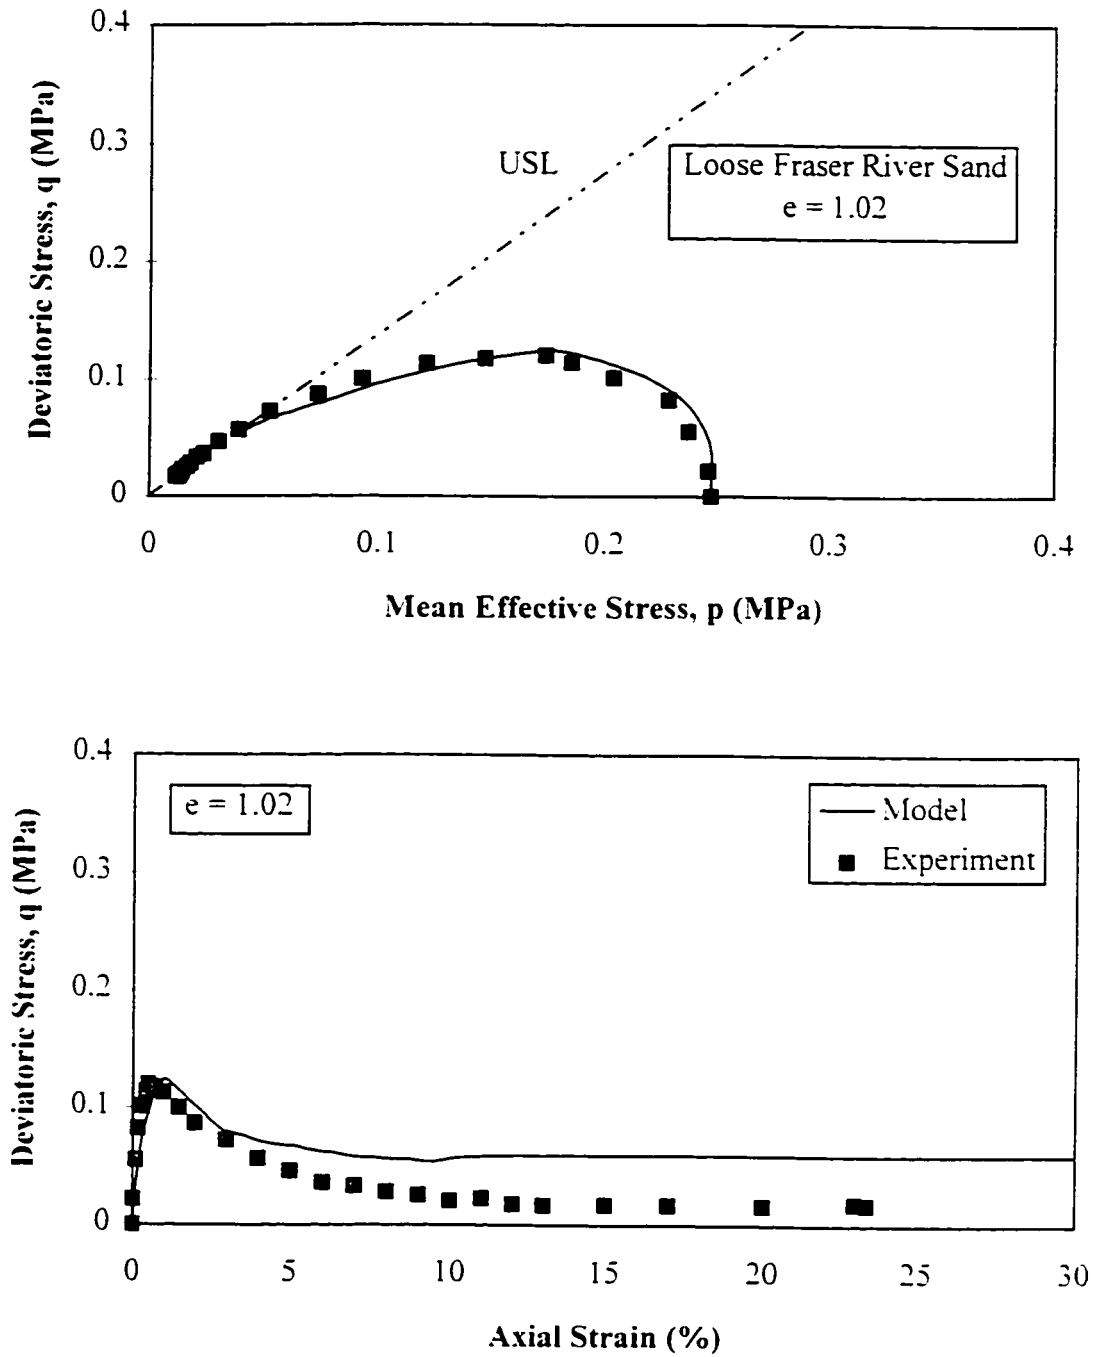 0.4
0.3
0.2
0.1
0
Deviatoric Stress, q (MPa)
USL
Loose Fraser River Sand
e = 1.02
0
0.1
0.2
0.3
0.4
Mean Effective Stress, p (MPa)
0.4
0.3
0.2
0.1
0
Deviatoric Stress, q (MPa)
e = 1.02
Model
Experiment
0
5
10
15
20
25
30
Axial Strain (%)